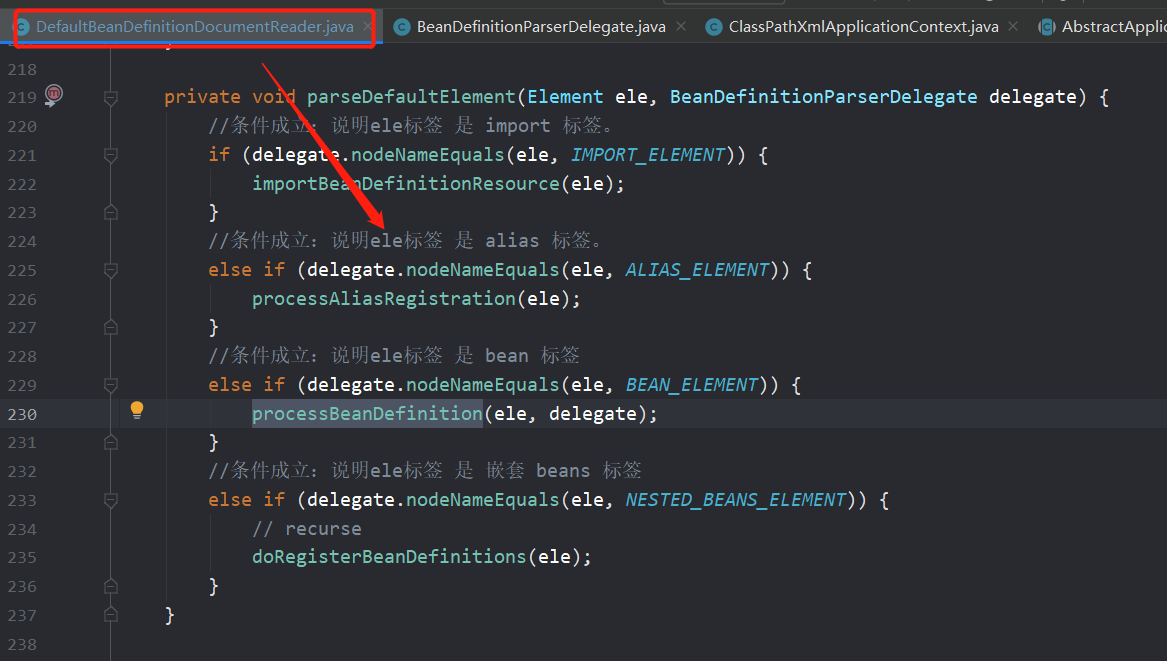 DefaultBeanDefinitionDocumentReader.java BeanDefinitionParserDelegate.java ClassPathXmlApplicationContext.java AbstractApplic
218
219 private void parseDefaultElement(Element ele, BeanDefinitionParserDelegate delegate) {
220 //条件成立：说明ele标签 是 import 标签。
221 if (delegate.nodeNameEquals(ele, IMPORT_ELEMENT)) {
222 importBeanDefinitionResource(ele);
223 }
224 //条件成立：说明ele标签 是 alias 标签。
225 else if (delegate.nodeNameEquals(ele, ALIAS_ELEMENT)) {
226 processAliasRegistration(ele);
227 }
228 //条件成立：说明ele标签 是 bean 标签
229 else if (delegate.nodeNameEquals(ele, BEAN_ELEMENT)) {
230 processBeanDefinition(ele, delegate);
231 }
232 //条件成立：说明ele标签 是 嵌套 beans 标签
233 else if (delegate.nodeNameEquals(ele, NESTED_BEANS_ELEMENT)) {
234 // recurse
235 doRegisterBeanDefinitions(ele);
236 }
237 }
238